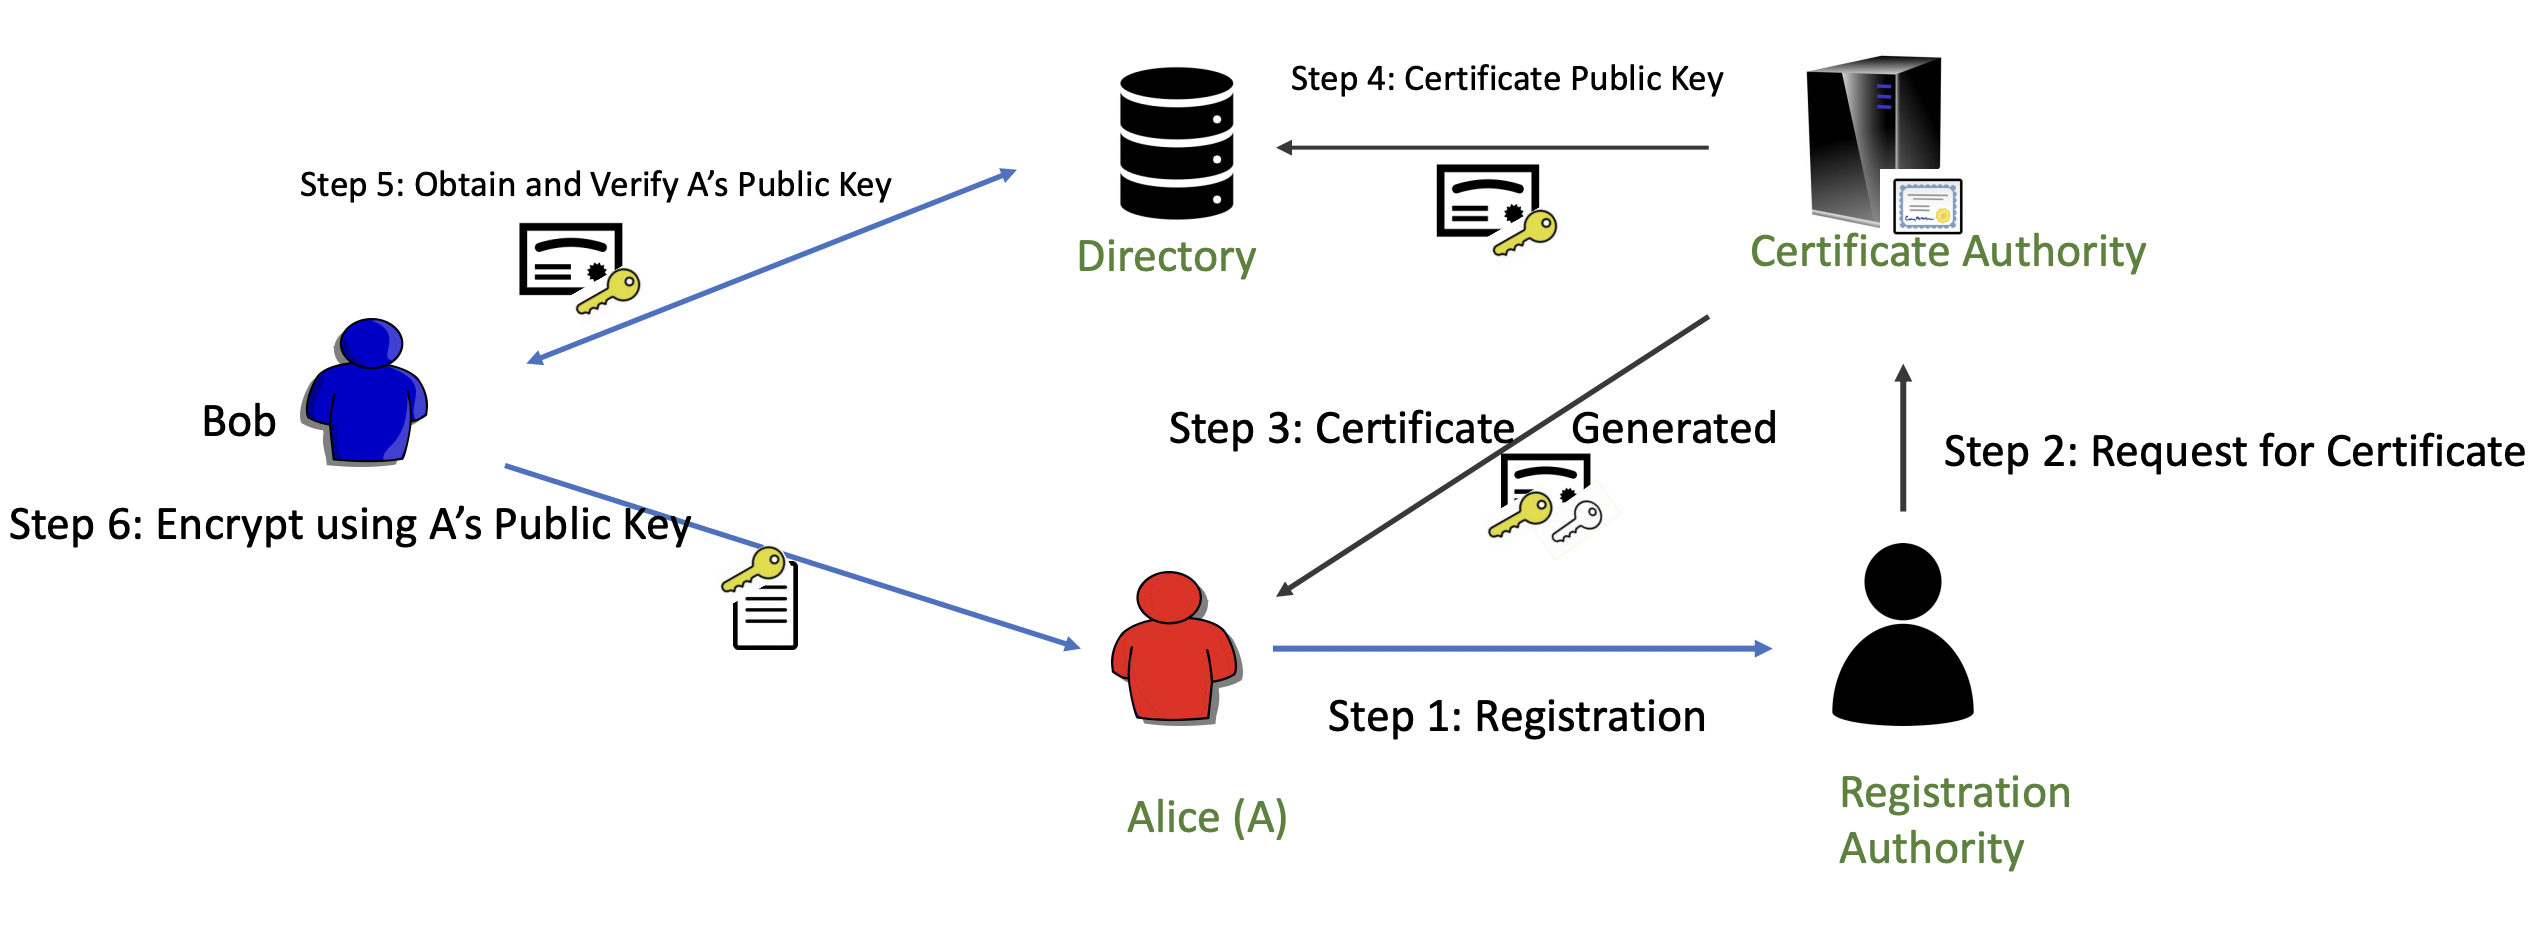 Step 4: Certificate Public Key
Step 5: Obtain and Verify A's Public Key
Directory
Certificate Authority
Bob
Step 3: Certificate Generated
Step 2: Request for Certificate
Step 6: Encrypt using A's Public Key
Step 1: Registration
Alice (A)
Registration
Authority